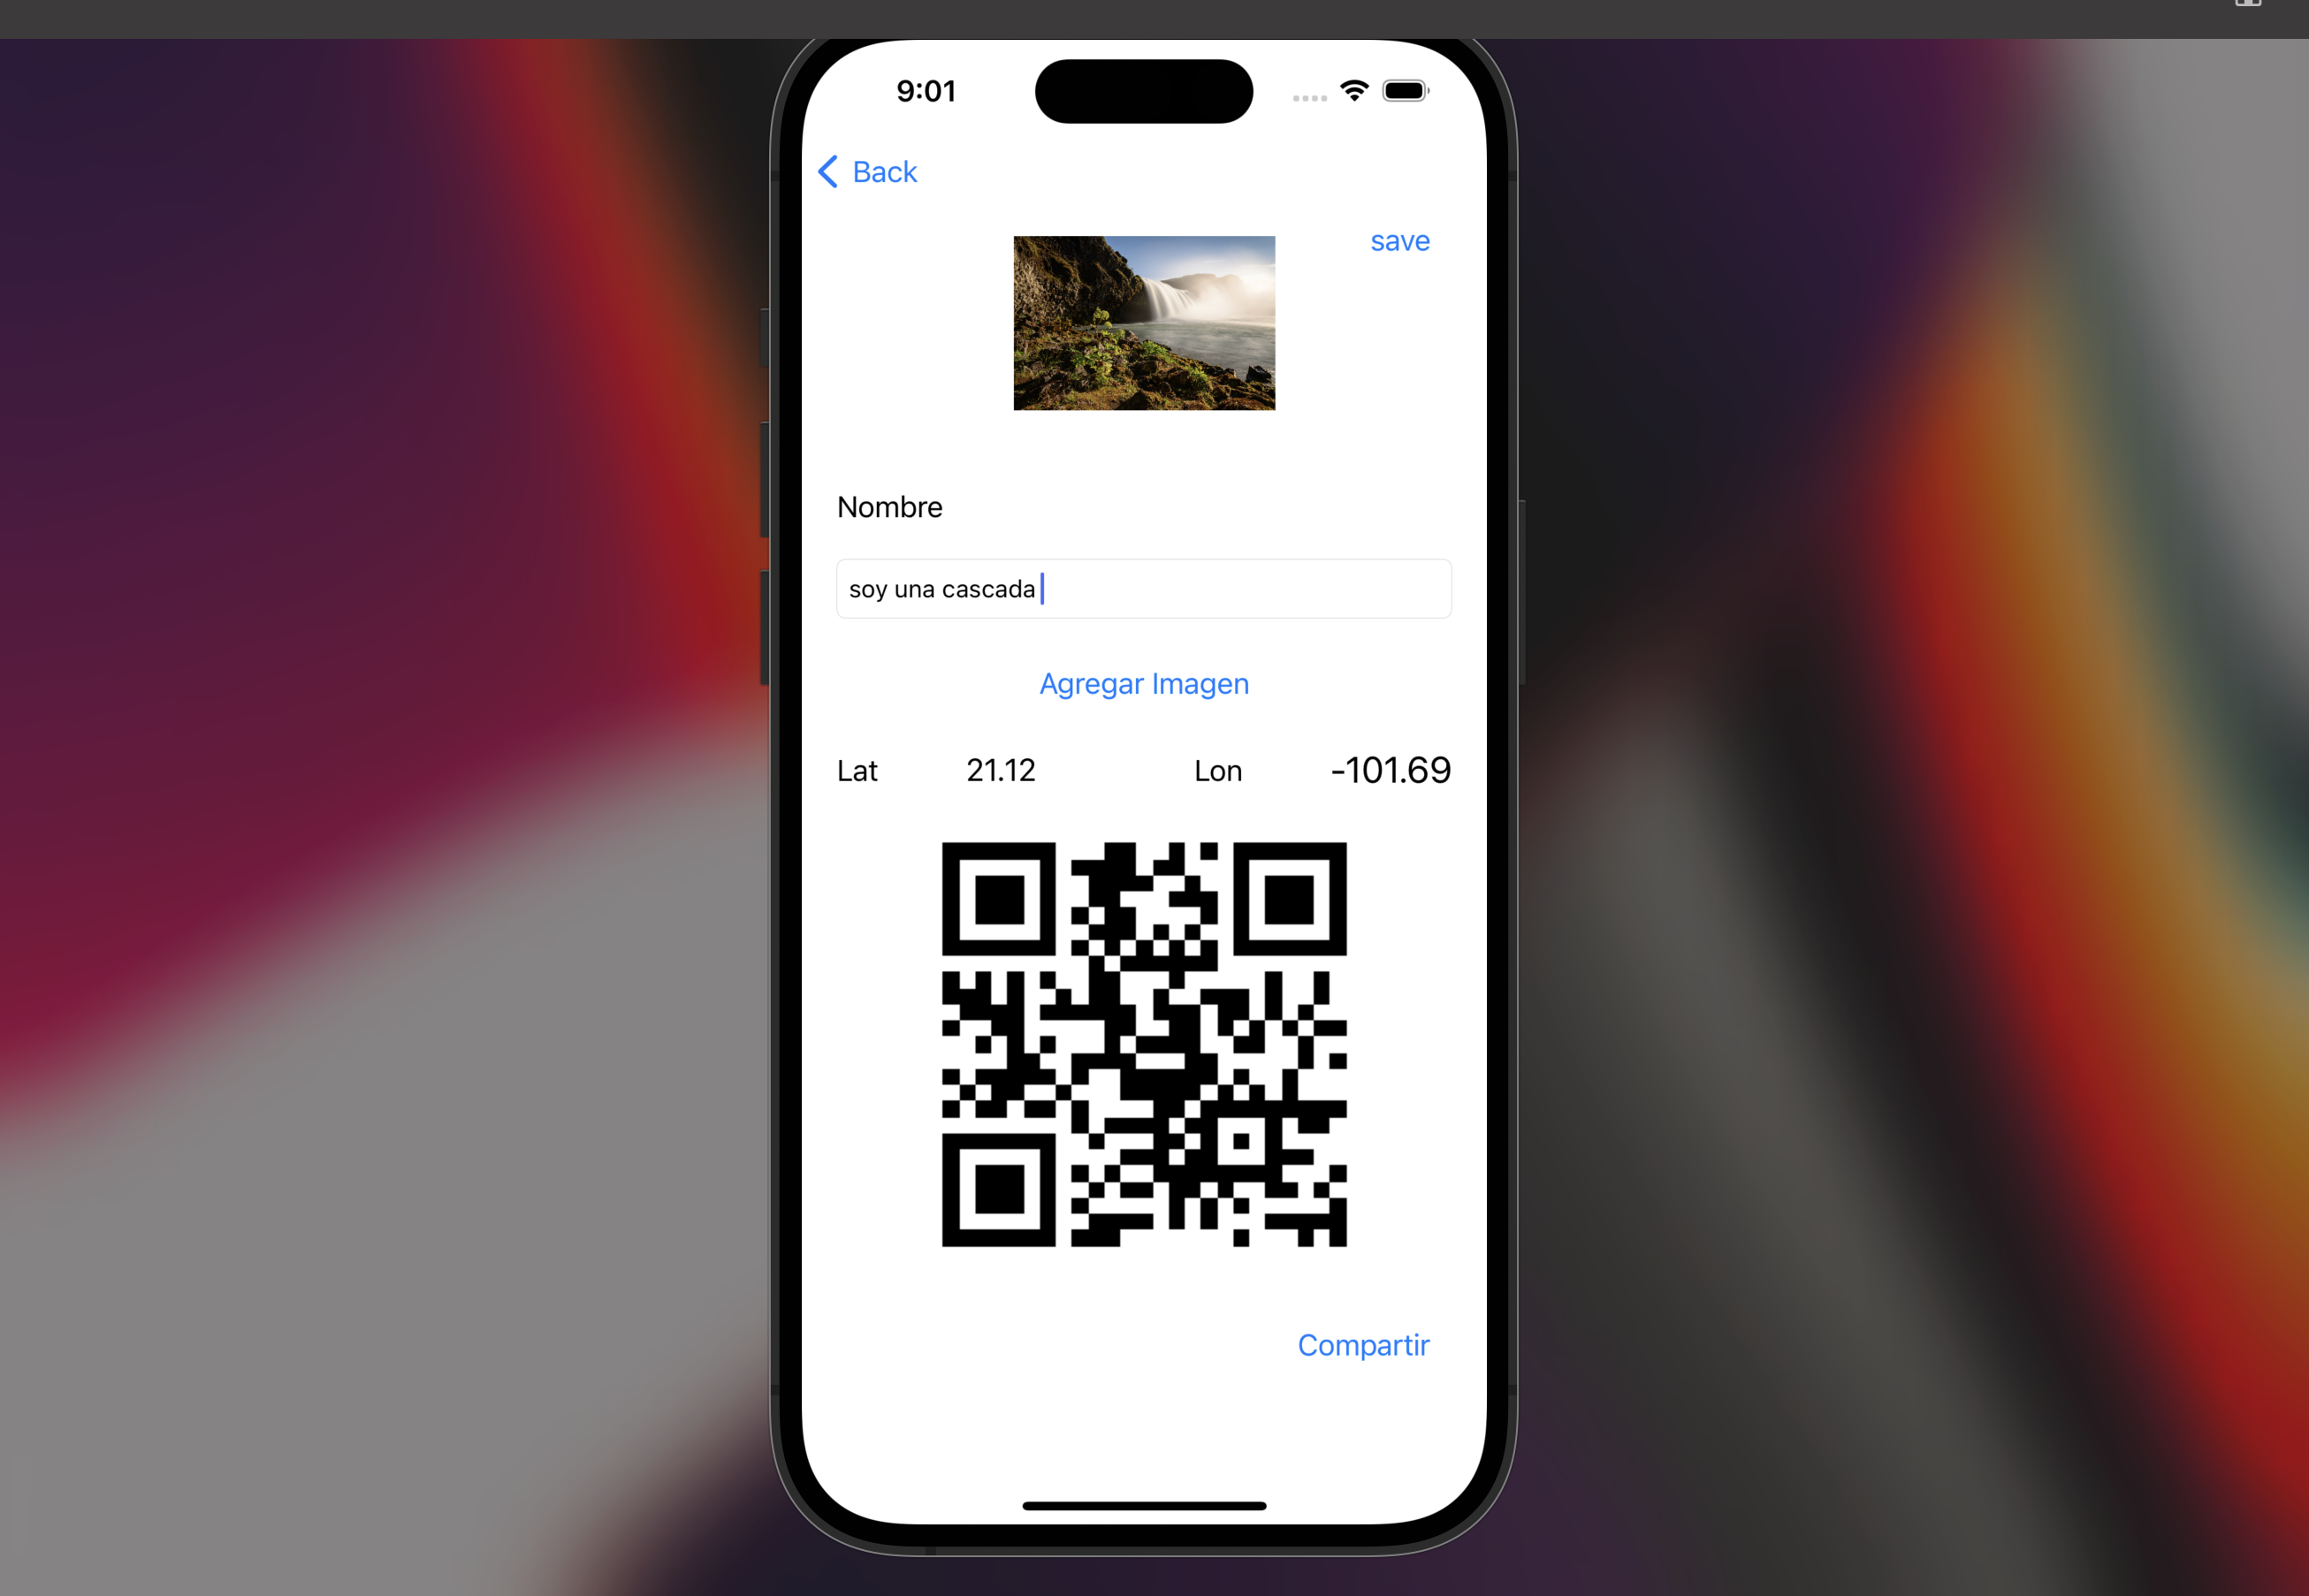 9:01
Back
save
Nombre
soy una cascada
Agregar Imagen
Lat 21.12 Lon -101.69
Compartir